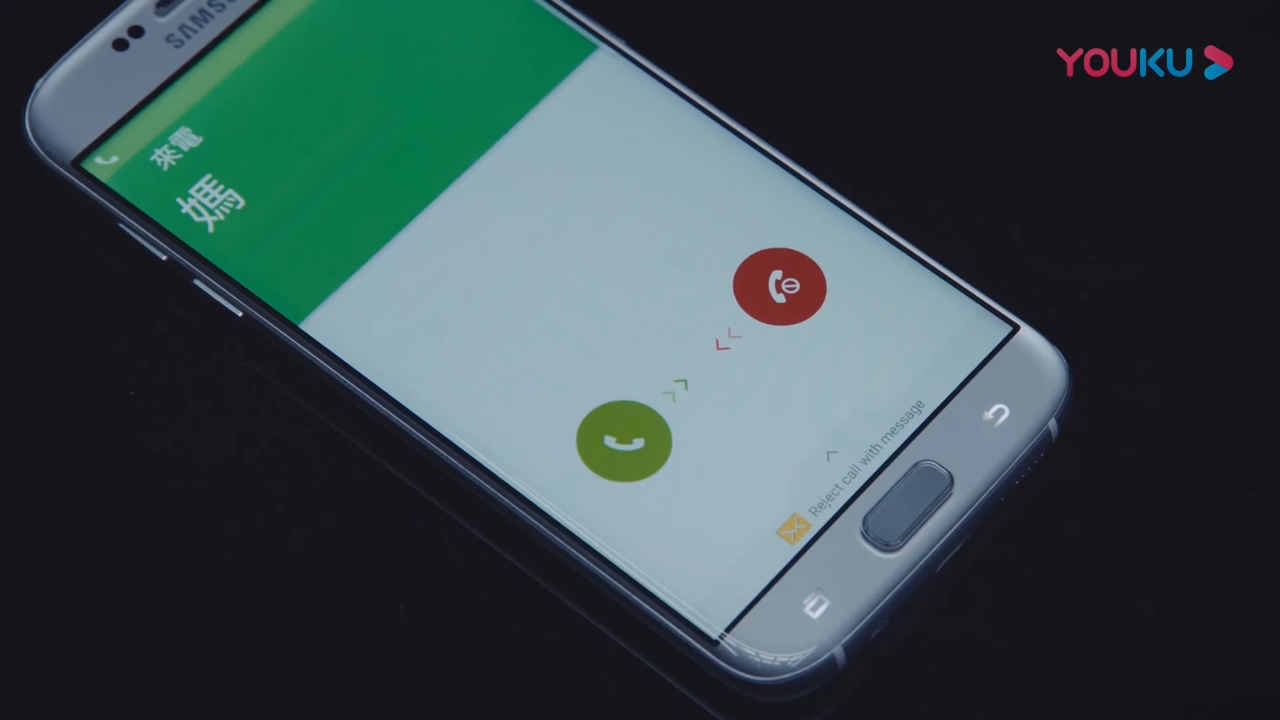 YOUKU
SAMSUNG
來電
媽
Reject call with message